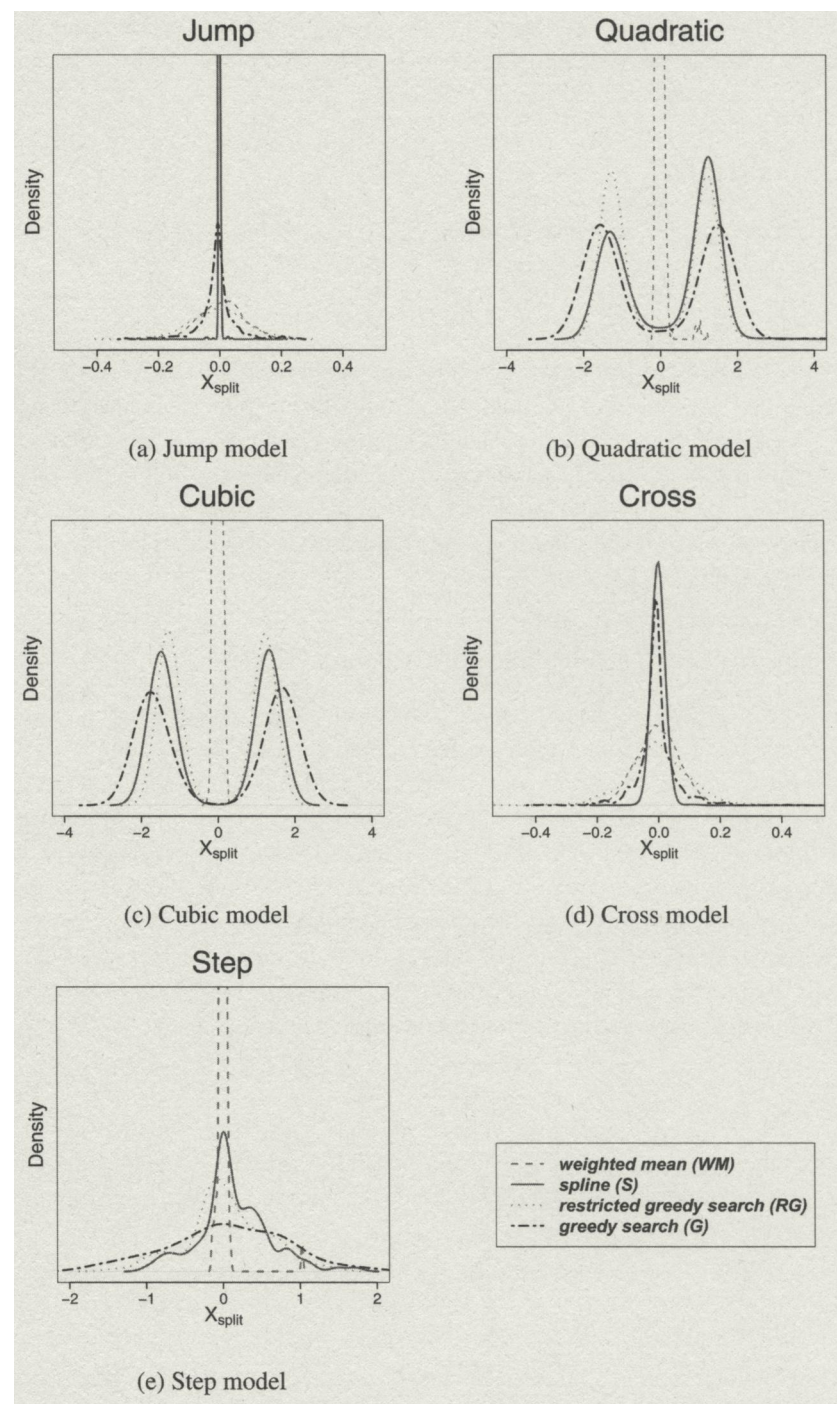 Jump
Density
−0.4 −0.2 0.0 0.2 0.4
Xsplit
(a) Jump model
Quadratic
Density
−4 −2 0 2 4
Xsplit
(b) Quadratic model
Cubic
Density
−4 −2 0 2 4
Xsplit
(c) Cubic model
Cross
Density
−0.4 −0.2 0.0 0.2 0.4
Xsplit
(d) Cross model
Step
Density
−2 −1 0 1 2
Xsplit
(e) Step model
weighted mean (WM)
spline (S)
restricted greedy search (RG)
greedy search (G)